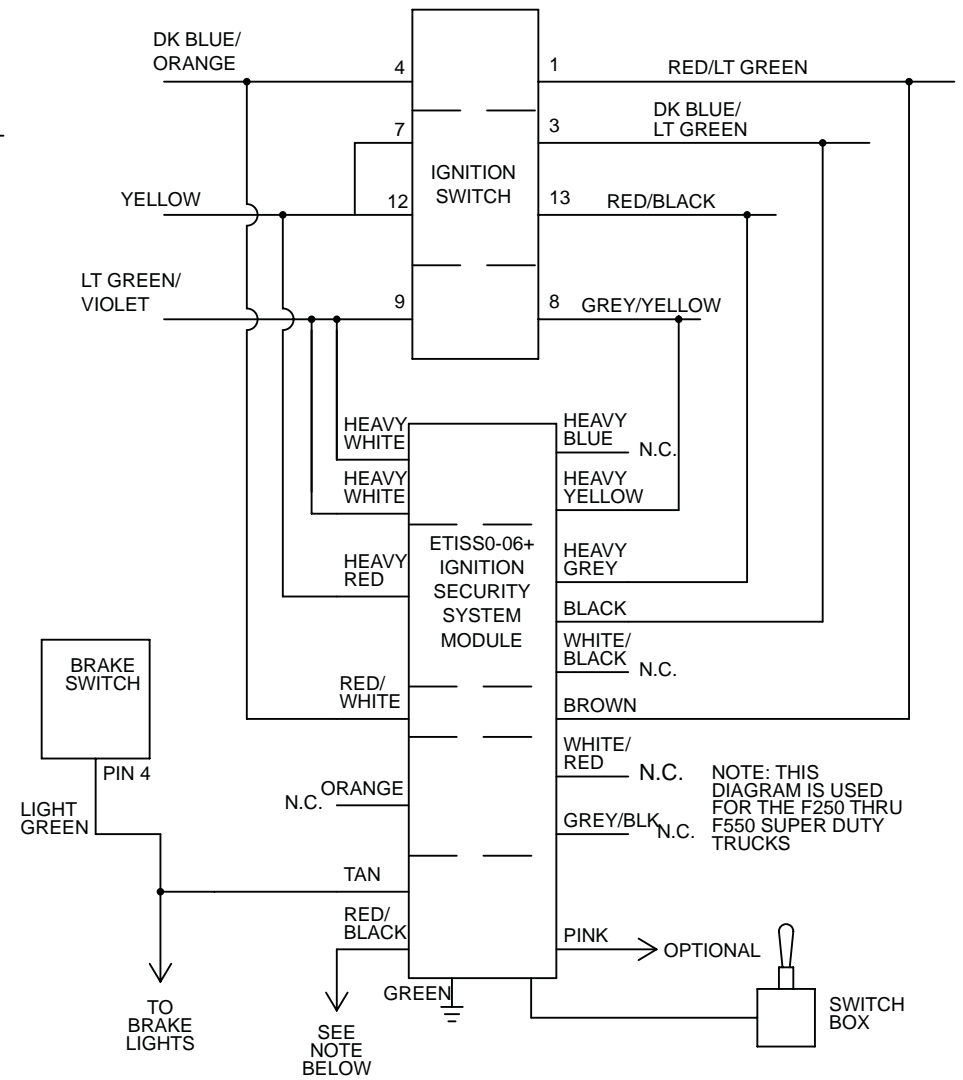 DK BLUE/
ORANGE
4
1
RED/LT GREEN
7
3
DK BLUE/
LT GREEN
IGNITION
SWITCH
YELLOW
12
13
RED/BLACK
LT GREEN/
VIOLET
9
8
GREY/YELLOW
HEAVY
WHITE
HEAVY
BLUE
N.C.
HEAVY
WHITE
HEAVY
YELLOW
ETISS0-06+
IGNITION
SECURITY
SYSTEM
MODULE
HEAVY
RED
HEAVY
GREY
BLACK
WHITE/
BLACK
N.C.
BRAKE
SWITCH
RED/
WHITE
BROWN
PIN 4
WHITE/
RED
N.C.
NOTE: THIS
DIAGRAM IS USED
FOR THE F250 THRU
F550 SUPER DUTY
TRUCKS
LIGHT
GREEN
N.C.
ORANGE
GREY/BLK
N.C.
TAN
RED/
BLACK
PINK
OPTIONAL
GREEN
TO
BRAKE
LIGHTS
SEE
NOTE
BELOW
SWITCH
BOX